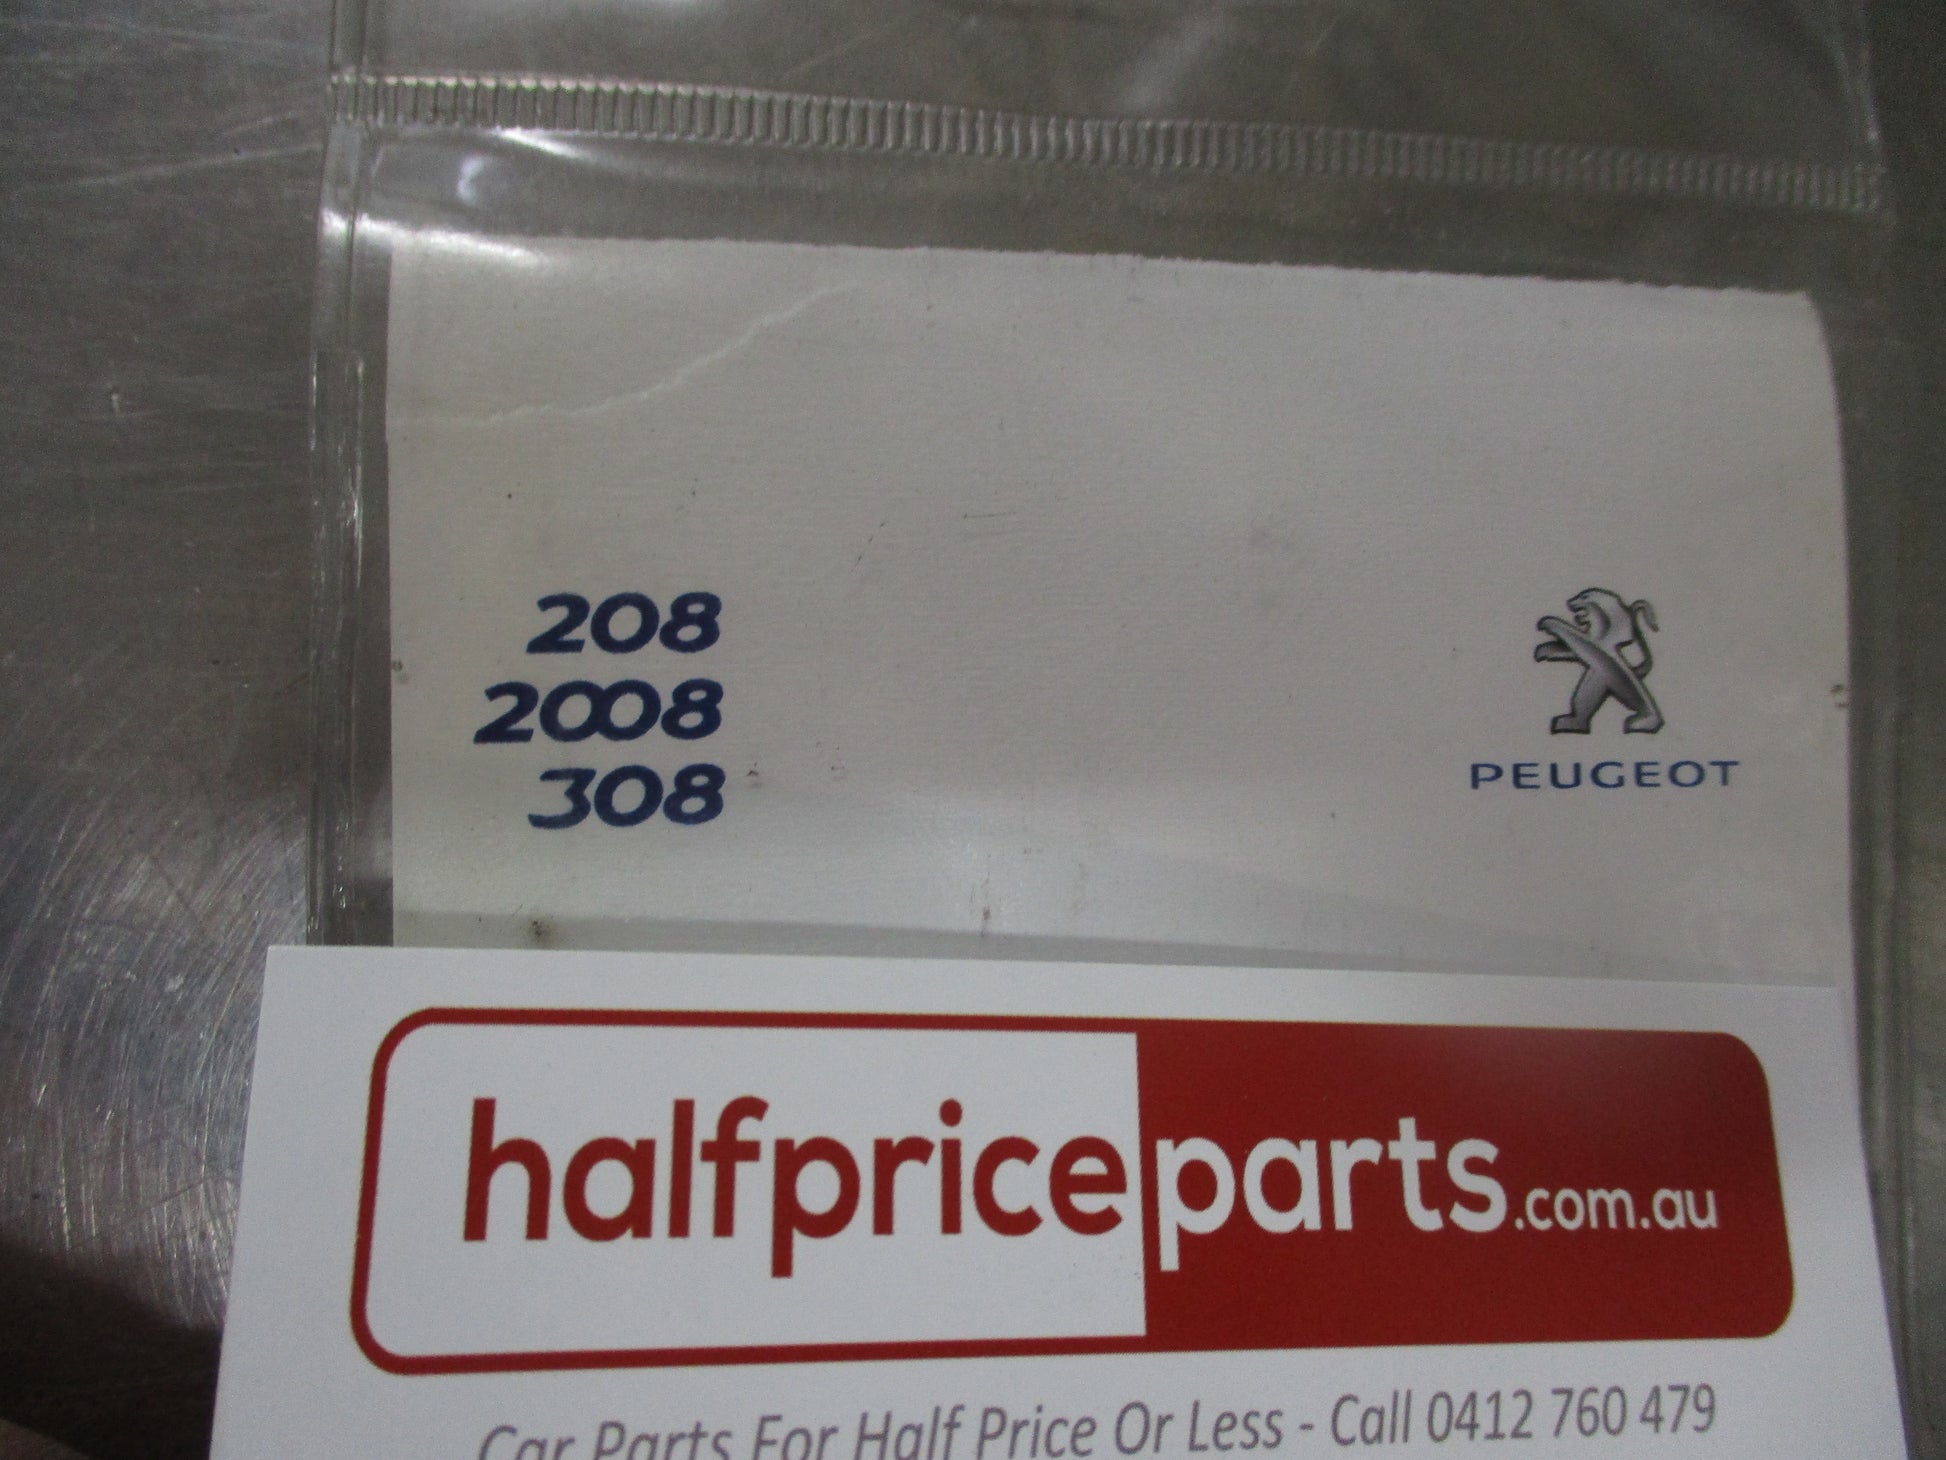 208
2008
308
PEUGEOT
halfpriceparts.com.au
Car Parts For Half Price Or Less - Call 0412 760 479